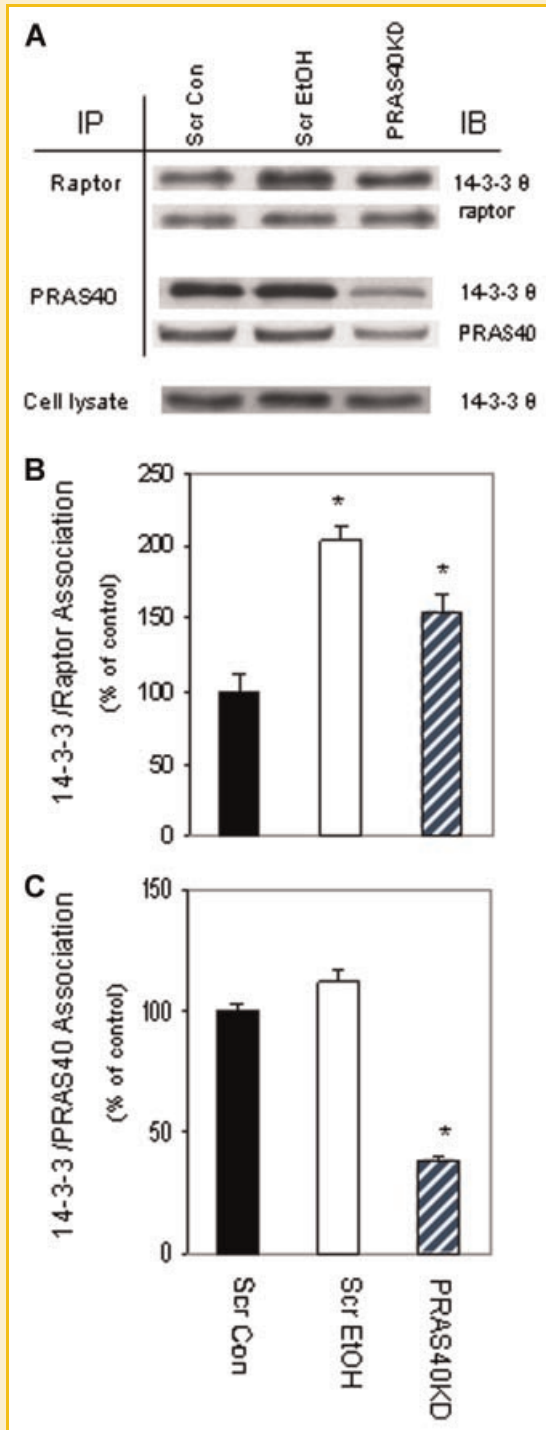 A
Scr Con
Scr EtOH
PRAS40KD
IP
IB
Raptor
14-3-3 θ
raptor
PRAS40
14-3-3 θ
PRAS40
Cell lysate
14-3-3 θ
B
14-3-3 /Raptor Association
(% of control)
250
200
150
100
50
0
*
*
C
14-3-3 /PRAS40 Association
(% of control)
150
100
50
0
*
Scr Con
Scr EtOH
PRAS40KD